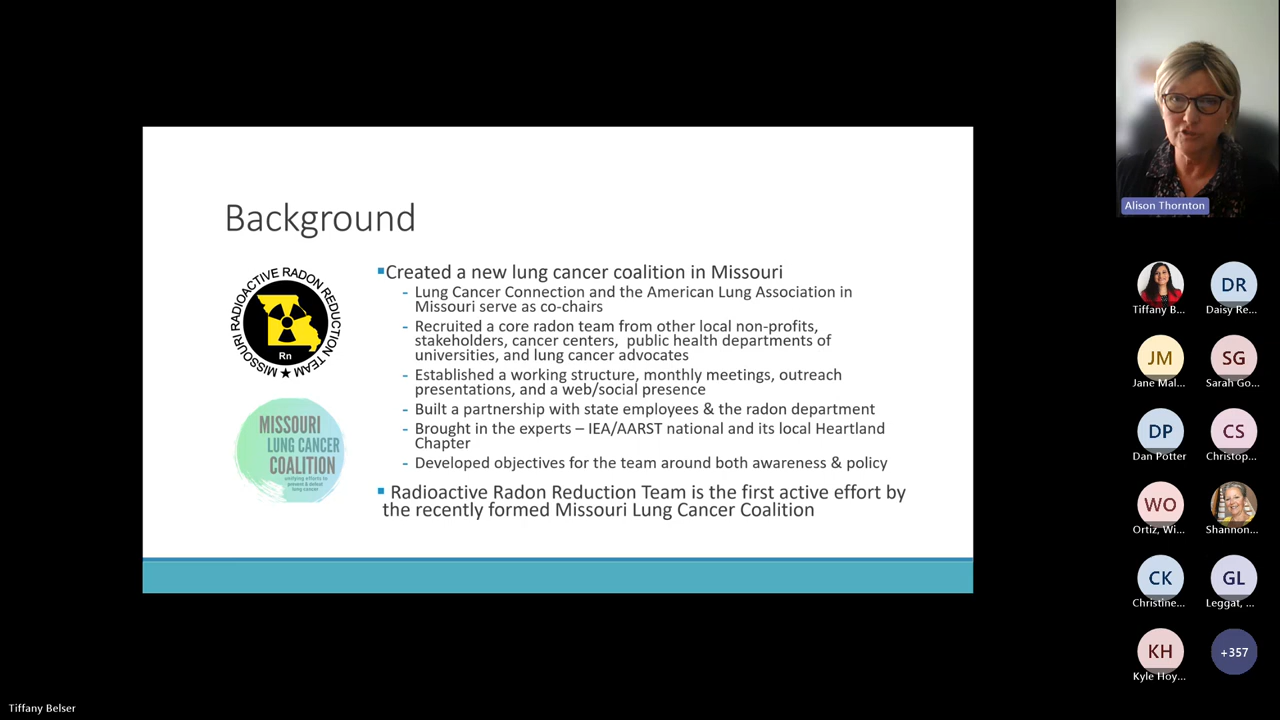 Background
MISSOURI RADIOACTIVE RADON REDUCTION TEAM
Rn
MISSOURI
LUNG CANCER
COALITION
unifying efforts to
prevent & defeat
lung cancer
Created a new lung cancer coalition in Missouri
- Lung Cancer Connection and the American Lung Association in
Missouri serve as co-chairs
- Recruited a core radon team from other local non-profits,
stakeholders, cancer centers, public health departments of
universities, and lung cancer advocates
- Established a working structure, monthly meetings, outreach
presentations, and a web/social presence
- Built a partnership with state employees & the radon department
- Brought in the experts – IEA/AARST national and its local Heartland
Chapter
- Developed objectives for the team around both awareness & policy
Radioactive Radon Reduction Team is the first active effort by
the recently formed Missouri Lung Cancer Coalition
Alison Thornton
Tiffany B...
DR
Daisy Re...
JM
Jane Mal...
SG
Sarah Go...
DP
Dan Potter
CS
Christop...
WO
Ortiz, Wi...
Shannon...
CK
Christine...
GL
Leggat, ...
KH
Kyle Hoy...
+357
Tiffany Belser